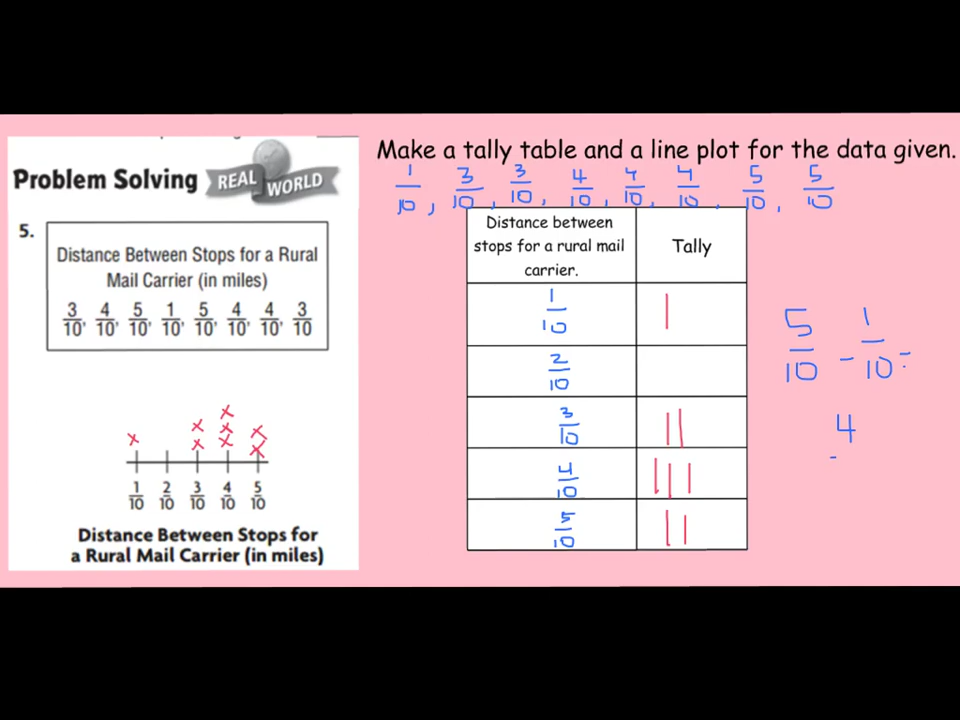 Make a tally table and a line plot for the data given.
1/10, 3/10, 3/10, 4/10, 4/10, 4/10, 5/10, 5/10
Problem Solving REAL WORLD
5.
Distance Between Stops for a Rural
Mail Carrier (in miles)
3/10, 4/10, 5/10, 1/10, 5/10, 4/10, 4/10, 3/10
x x x x x x x x
1/10 2/10 3/10 4/10 5/10
Distance Between Stops for
a Rural Mail Carrier (in miles)
Distance between
stops for a rural mail
carrier.
Tally
1/10 |
2/10
3/10 ||
4/10 |||
5/10 ||
5/10 - 1/10 =
4